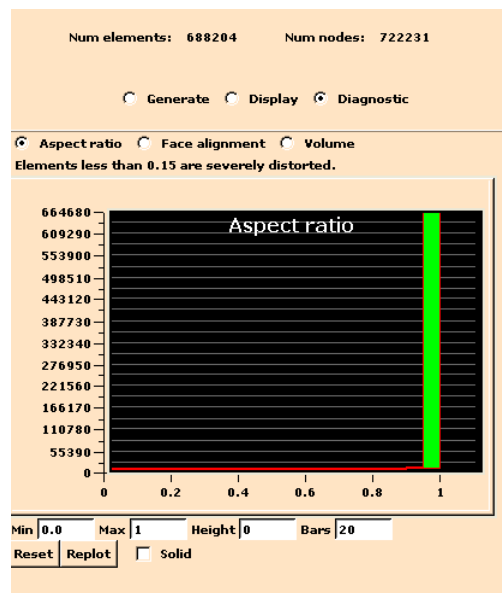 Num elements: 688204 Num nodes: 722231
Generate Display Diagnostic
Aspect ratio Face alignment Volume
Elements less than 0.15 are severely distorted.
Aspect ratio
664680
609290
553900
498510
443120
387730
332340
276950
221560
166170
110780
55390
0
0 0.2 0.4 0.6 0.8 1
Min 0.0 Max 1 Height 0 Bars 20
Reset Replot Solid